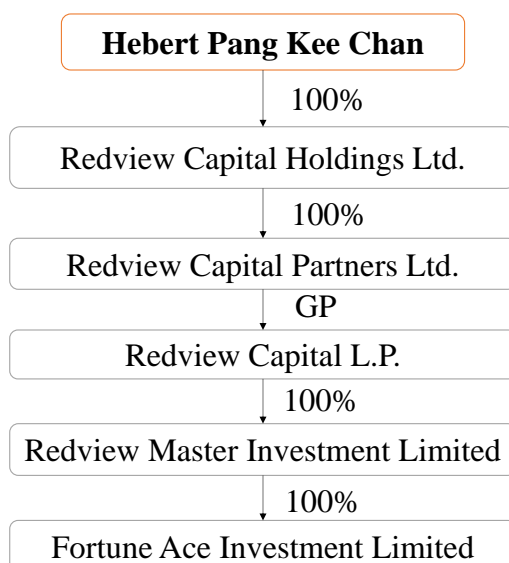 Hebert Pang Kee Chan
100%
Redview Capital Holdings Ltd.
100%
Redview Capital Partners Ltd.
GP
Redview Capital L.P.
100%
Redview Master Investment Limited
100%
Fortune Ace Investment Limited